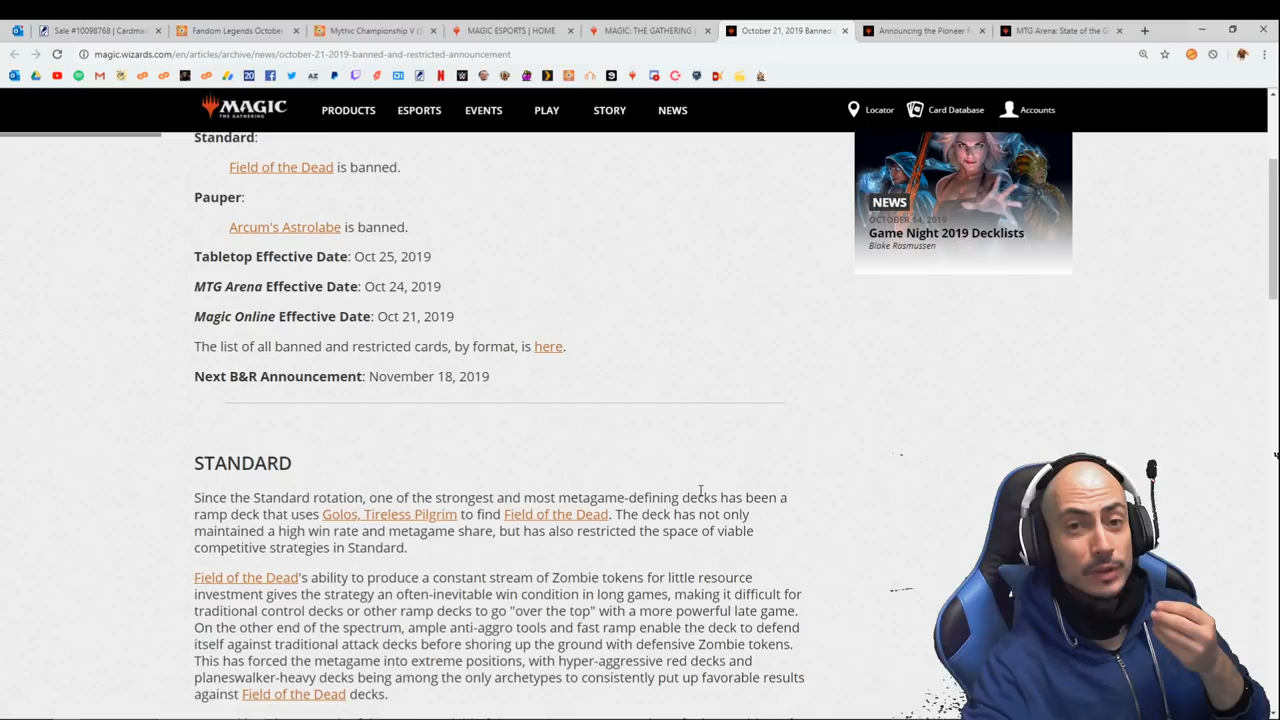 Sale #10098768 | Cardma
Fandom Legends October
Mythic Championship V (
MAGIC ESPORTS | HOME
MAGIC: THE GATHERING |
October 21, 2019 Banned
Announcing the Pioneer F
MTG Arena: State of the G
magic.wizards.com/en/articles/archive/news/october-21-2019-banned-and-restricted-announcement
MAGIC
THE GATHERING
PRODUCTS
ESPORTS
EVENTS
PLAY
STORY
NEWS
Locator
Card Database
Accounts
Standard:
Field of the Dead is banned.
Pauper:
Arcum's Astrolabe is banned.
Tabletop Effective Date: Oct 25, 2019
MTG Arena Effective Date: Oct 24, 2019
Magic Online Effective Date: Oct 21, 2019
The list of all banned and restricted cards, by format, is here.
Next B&R Announcement: November 18, 2019
NEWS
OCTOBER 14, 2019
Game Night 2019 Decklists
Blake Rasmussen
STANDARD
Since the Standard rotation, one of the strongest and most metagame-defining decks has been a
ramp deck that uses Golos, Tireless Pilgrim to find Field of the Dead. The deck has not only
maintained a high win rate and metagame share, but has also restricted the space of viable
competitive strategies in Standard.
Field of the Dead's ability to produce a constant stream of Zombie tokens for little resource
investment gives the strategy an often-inevitable win condition in long games, making it difficult for
traditional control decks or other ramp decks to go "over the top" with a more powerful late game.
On the other end of the spectrum, ample anti-aggro tools and fast ramp enable the deck to defend
itself against traditional attack decks before shoring up the ground with defensive Zombie tokens.
This has forced the metagame into extreme positions, with hyper-aggressive red decks and
planeswalker-heavy decks being among the only archetypes to consistently put up favorable results
against Field of the Dead decks.